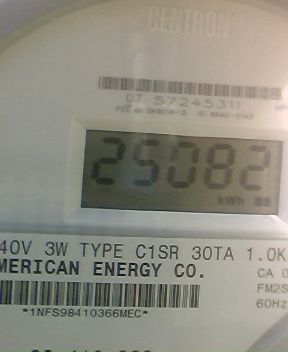 CENTRON
07 57245311
25082
kWh
40V 3W TYPE C1SR 30TA 1.0K
MERICAN ENERGY CO.
CA 0
FM2S
60Hz
*1NFS98410366MEC*